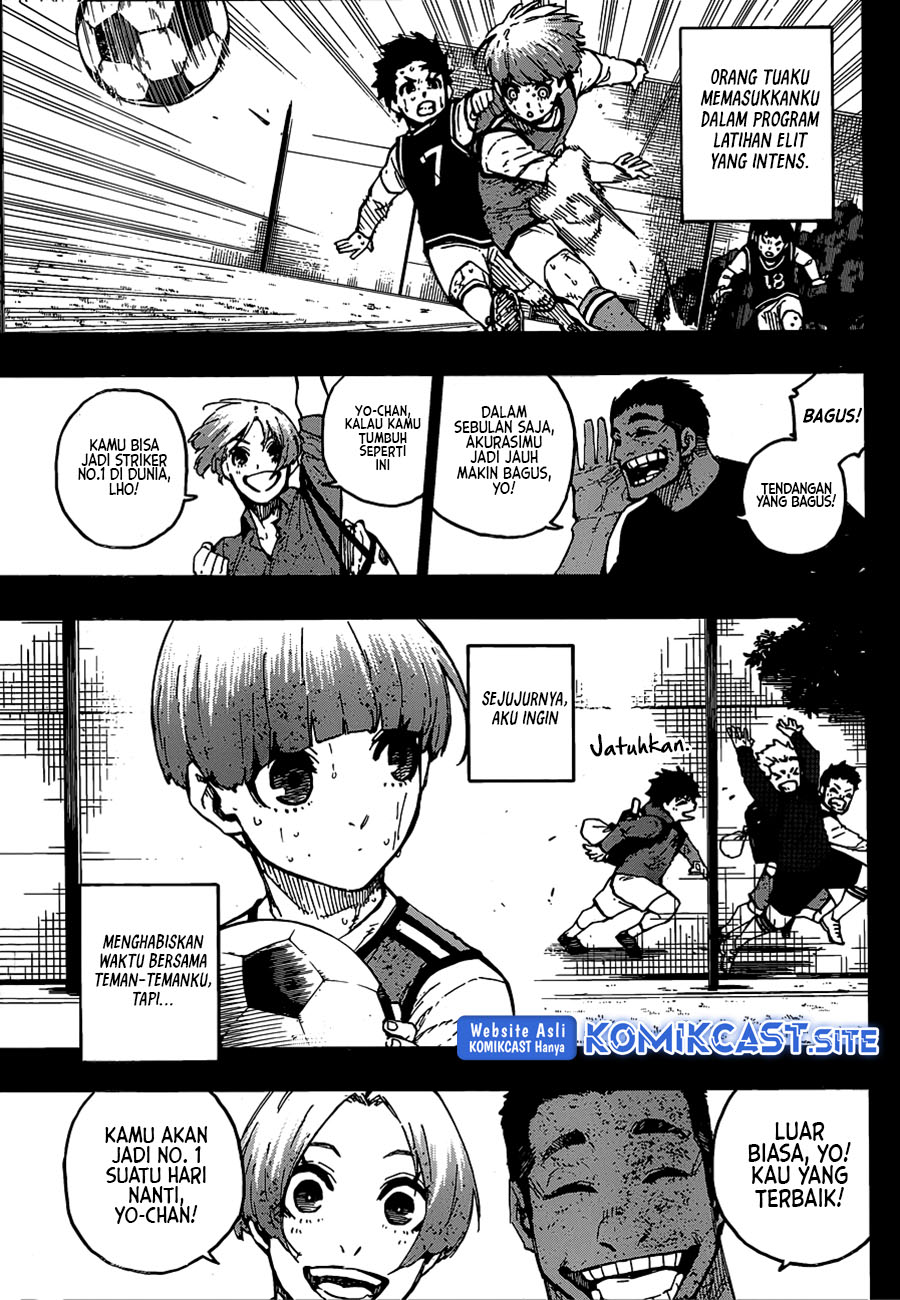 ORANG TUAKU
MEMASUKKANKU
DALAM PROGRAM
LATIHAN ELIT
YANG INTENS.
7
13
BAGUS!
TENDANGAN
YANG BAGUS!
DALAM
SEBULAN SAJA,
AKURASIMU
JADI JAUH
MAKIN BAGUS,
YO!
YO-CHAN,
KALAU KAMU
TUMBUH
SEPERTI
INI
KAMU BISA
JADI STRIKER
NO.1 DI DUNIA,
LHO!
Jatuhkan.
SEJUJURNYA,
AKU INGIN
MENGHABISKAN
WAKTU BERSAMA
TEMAN-TEMANKU,
TAPI...
Website Asli
KOMIKCAST Hanya
KOMIKCAST.SITE
LUAR
BIASA, YO!
KAU YANG
TERBAIK!
KAMU AKAN
JADI NO. 1
SUATU HARI
NANTI,
YO-CHAN!